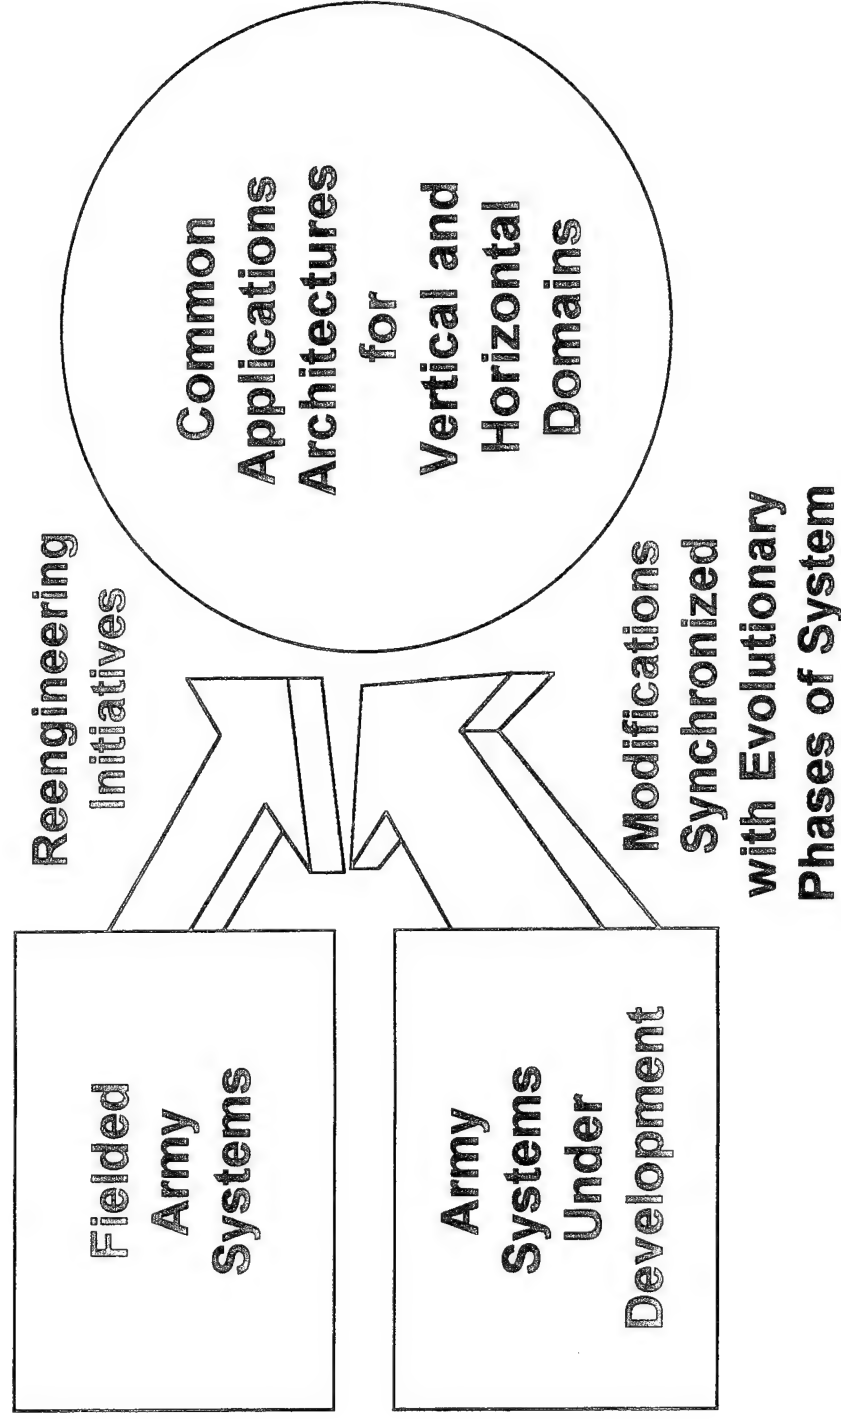 Fielded
Army
Systems
Army
Systems
Under
Development
Reengineering
Initiatives
Modifications
Synchronized
with Evolutionary
Phases of System
Common
Applications
Architectures
for
Vertical and
Horizontal
Domains